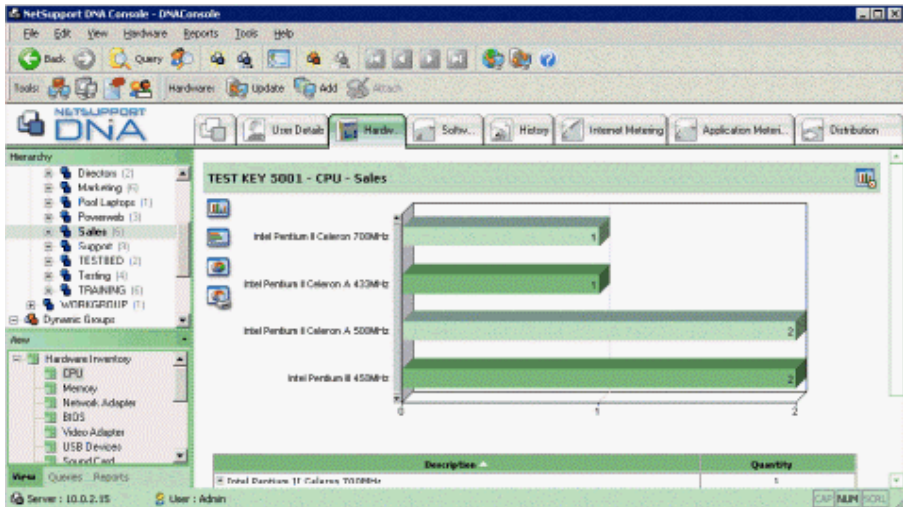 NetSupport DNA Console - DNAConsole
File Edit View Hardware Reports Tools Help
Back Query
Tools: Hardware: Update Add Attach
NETSUPPORT
DNA
User Details Hardw... Softw... History Internet Metering Application Meteri... Distribution
Hierarchy
Directors (2)
Marketing (6)
Pool Laptops (1)
Powerweb (3)
Sales (6)
Support (3)
TESTBED (2)
Testing (4)
TRAINING (6)
WORKGROUP (1)
Dynamic Groups
View
Hardware Inventory
CPU
Memory
Network Adapter
BIOS
Video Adapter
USB Devices
Sound Card
View Queries Reports
TEST KEY 5001 - CPU - Sales
Intel Pentium II Celeron 700MHz 1
Intel Pentium II Celeron A 433MHz 1
Intel Pentium II Celeron A 500MHz 2
Intel Pentium III 450MHz 2
0 1 2
Description Quantity
Intel Pentium II Celeron 700MHz 1
Server : 10.0.2.15 User : Admin CAP NUM SCRL